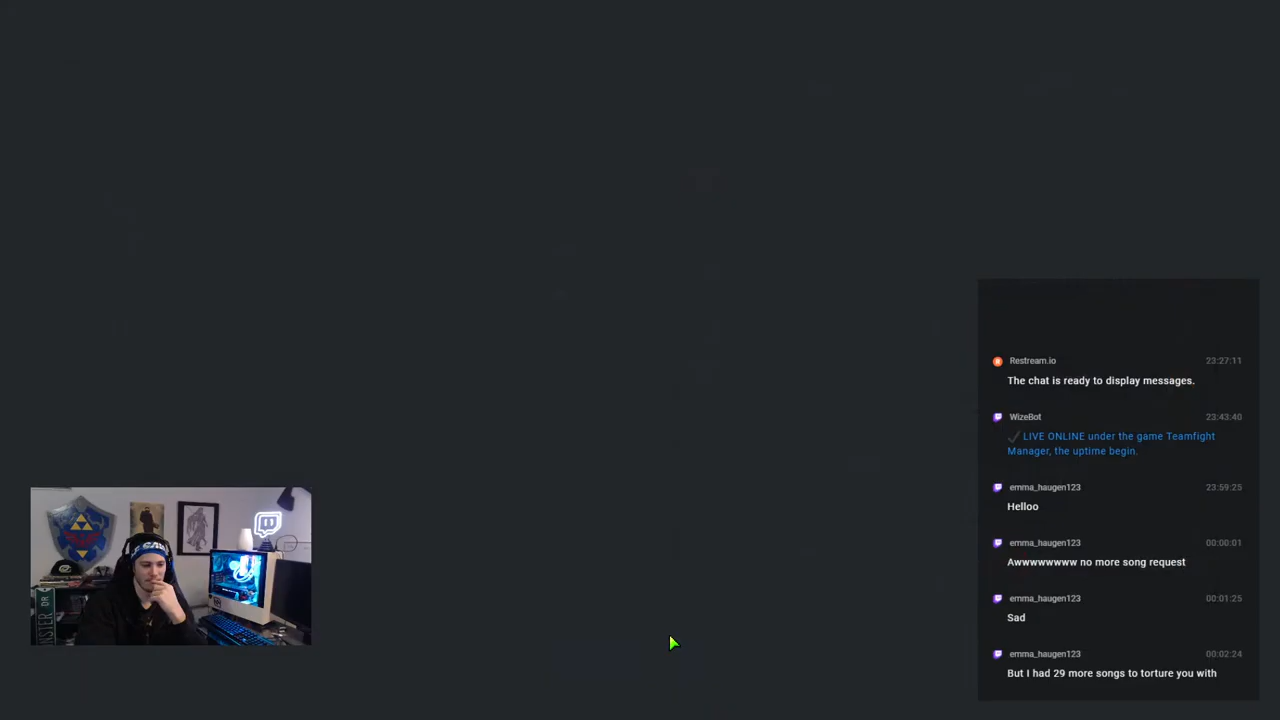 Restream.io 23:27:11
The chat is ready to display messages.
WizeBot 23:43:40
LIVE ONLINE under the game Teamfight
Manager, the uptime begin.
emma_haugen123 23:59:25
Helloo
emma_haugen123 00:00:01
Awwwwwwww no more song request
emma_haugen123 00:01:25
Sad
emma_haugen123 00:02:24
But I had 29 more songs to torture you with
NSTER DR